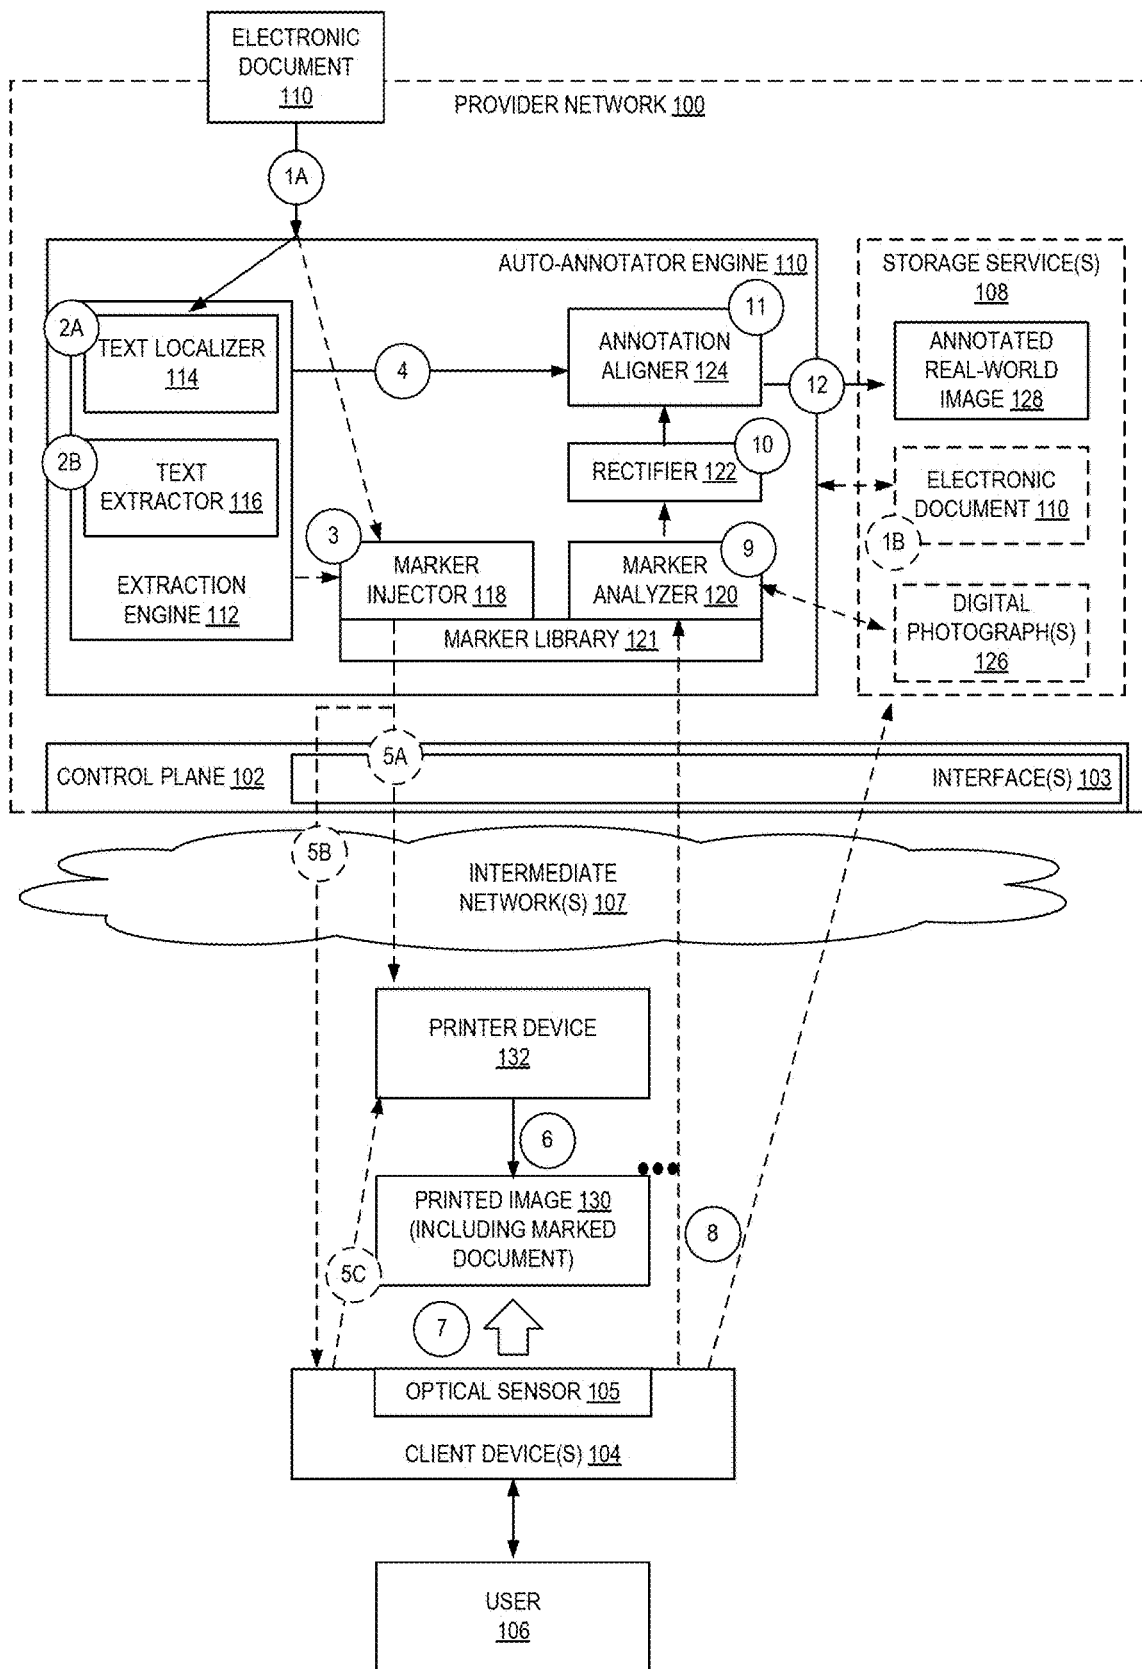 ELECTRONIC
DOCUMENT
110
PROVIDER NETWORK 100
1A
AUTO-ANNOTATOR ENGINE 110
STORAGE SERVICE(S)
108
2A
TEXT LOCALIZER
114
4
11
ANNOTATION
ALIGNER 124
12
ANNOTATED
REAL-WORLD
IMAGE 128
2B
TEXT
EXTRACTOR 116
10
RECTIFIER 122
ELECTRONIC
DOCUMENT 110
1B
3
MARKER
INJECTOR 118
9
MARKER
ANALYZER 120
EXTRACTION
ENGINE 112
MARKER LIBRARY 121
DIGITAL
PHOTOGRAPH(S)
126
5A
CONTROL PLANE 102
INTERFACE(S) 103
5B
INTERMEDIATE
NETWORK(S) 107
PRINTER DEVICE
132
6
PRINTED IMAGE 130
(INCLUDING MARKED
DOCUMENT)
8
5C
7
OPTICAL SENSOR 105
CLIENT DEVICE(S) 104
USER
106